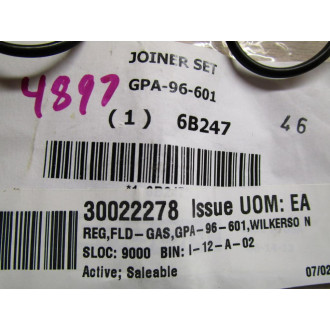 JOINER SET
4897 GPA-96-601
(1) 6B247 46
30022278 Issue UOM: EA
REG,FLD-GAS,GPA-96-601,WILKERSO N
SLOC: 9000 BIN: I-12-A-02
Active; Saleable 07/02